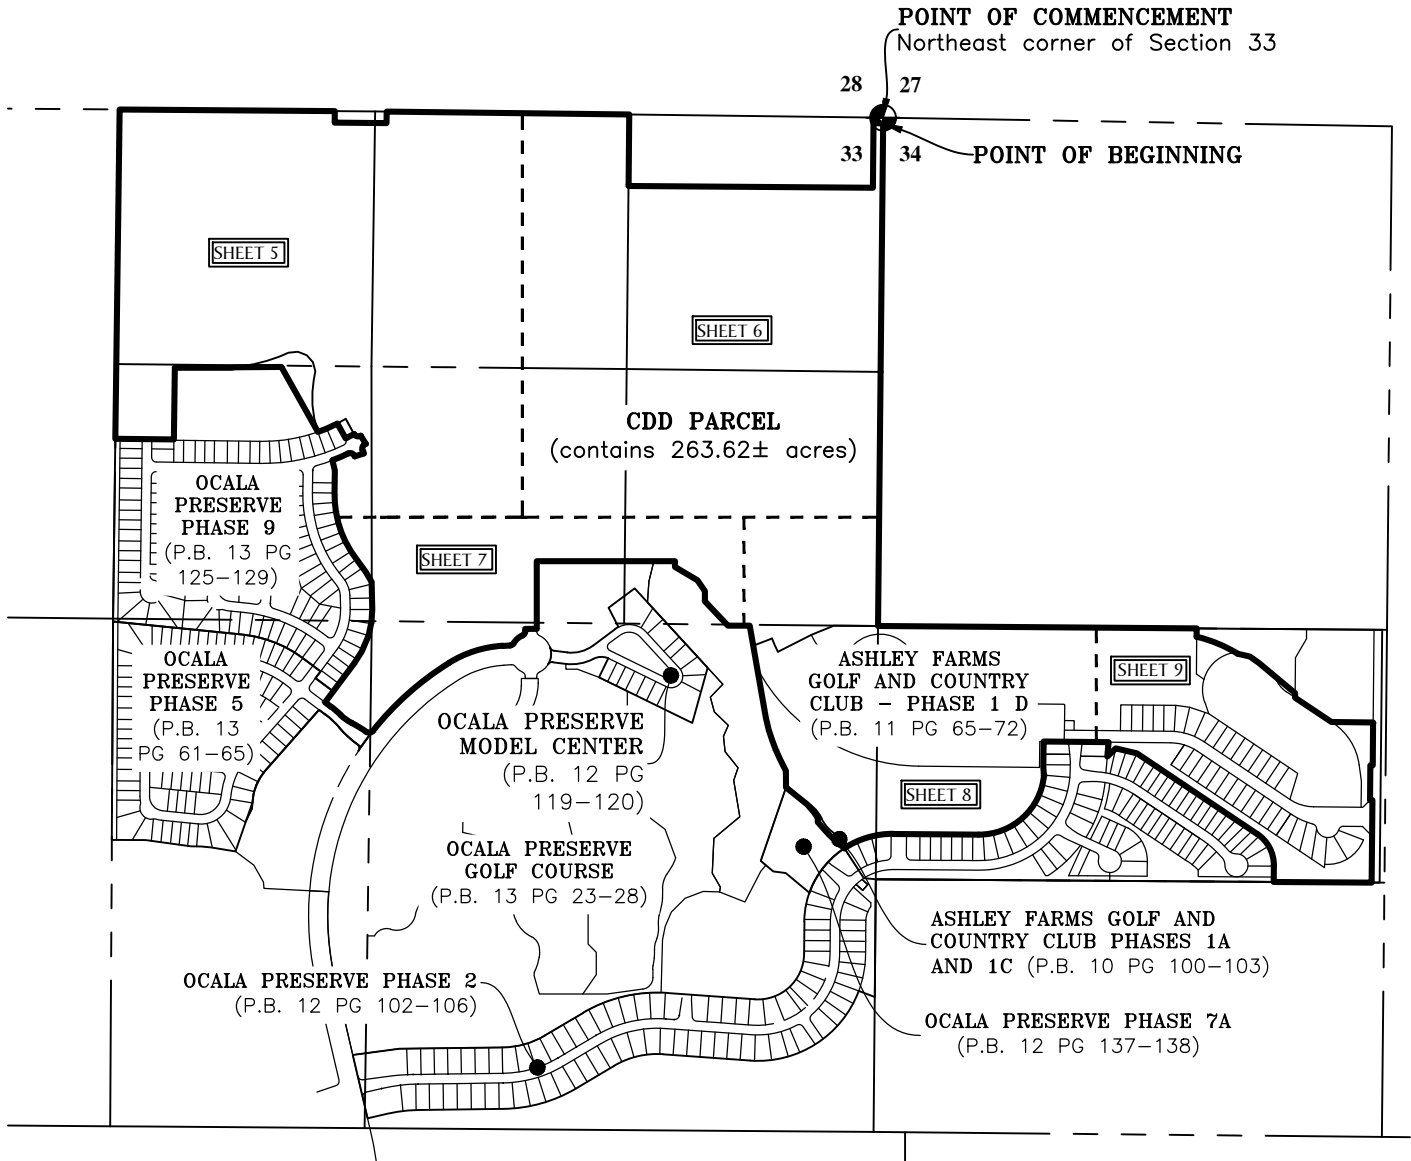 POINT OF COMMENCEMENT
Northeast corner of Section 33
28
27
33
34
POINT OF BEGINNING
SHEET 5
SHEET 6
CDD PARCEL
(contains 263.62± acres)
OCALA
PRESERVE
PHASE 9
(P.B. 13 PG
125-129)
SHEET 7
OCALA
PRESERVE
PHASE 5
(P.B. 13
PG 61-65)
ASHLEY FARMS
GOLF AND COUNTRY
CLUB - PHASE 1 D
(P.B. 11 PG 65-72)
SHEET 9
OCALA PRESERVE
MODEL CENTER
(P.B. 12 PG
119-120)
SHEET 8
OCALA PRESERVE
GOLF COURSE
(P.B. 13 PG 23-28)
ASHLEY FARMS GOLF AND
COUNTRY CLUB PHASES 1A
AND 1C (P.B. 10 PG 100-103)
OCALA PRESERVE PHASE 2
(P.B. 12 PG 102-106)
OCALA PRESERVE PHASE 7A
(P.B. 12 PG 137-138)